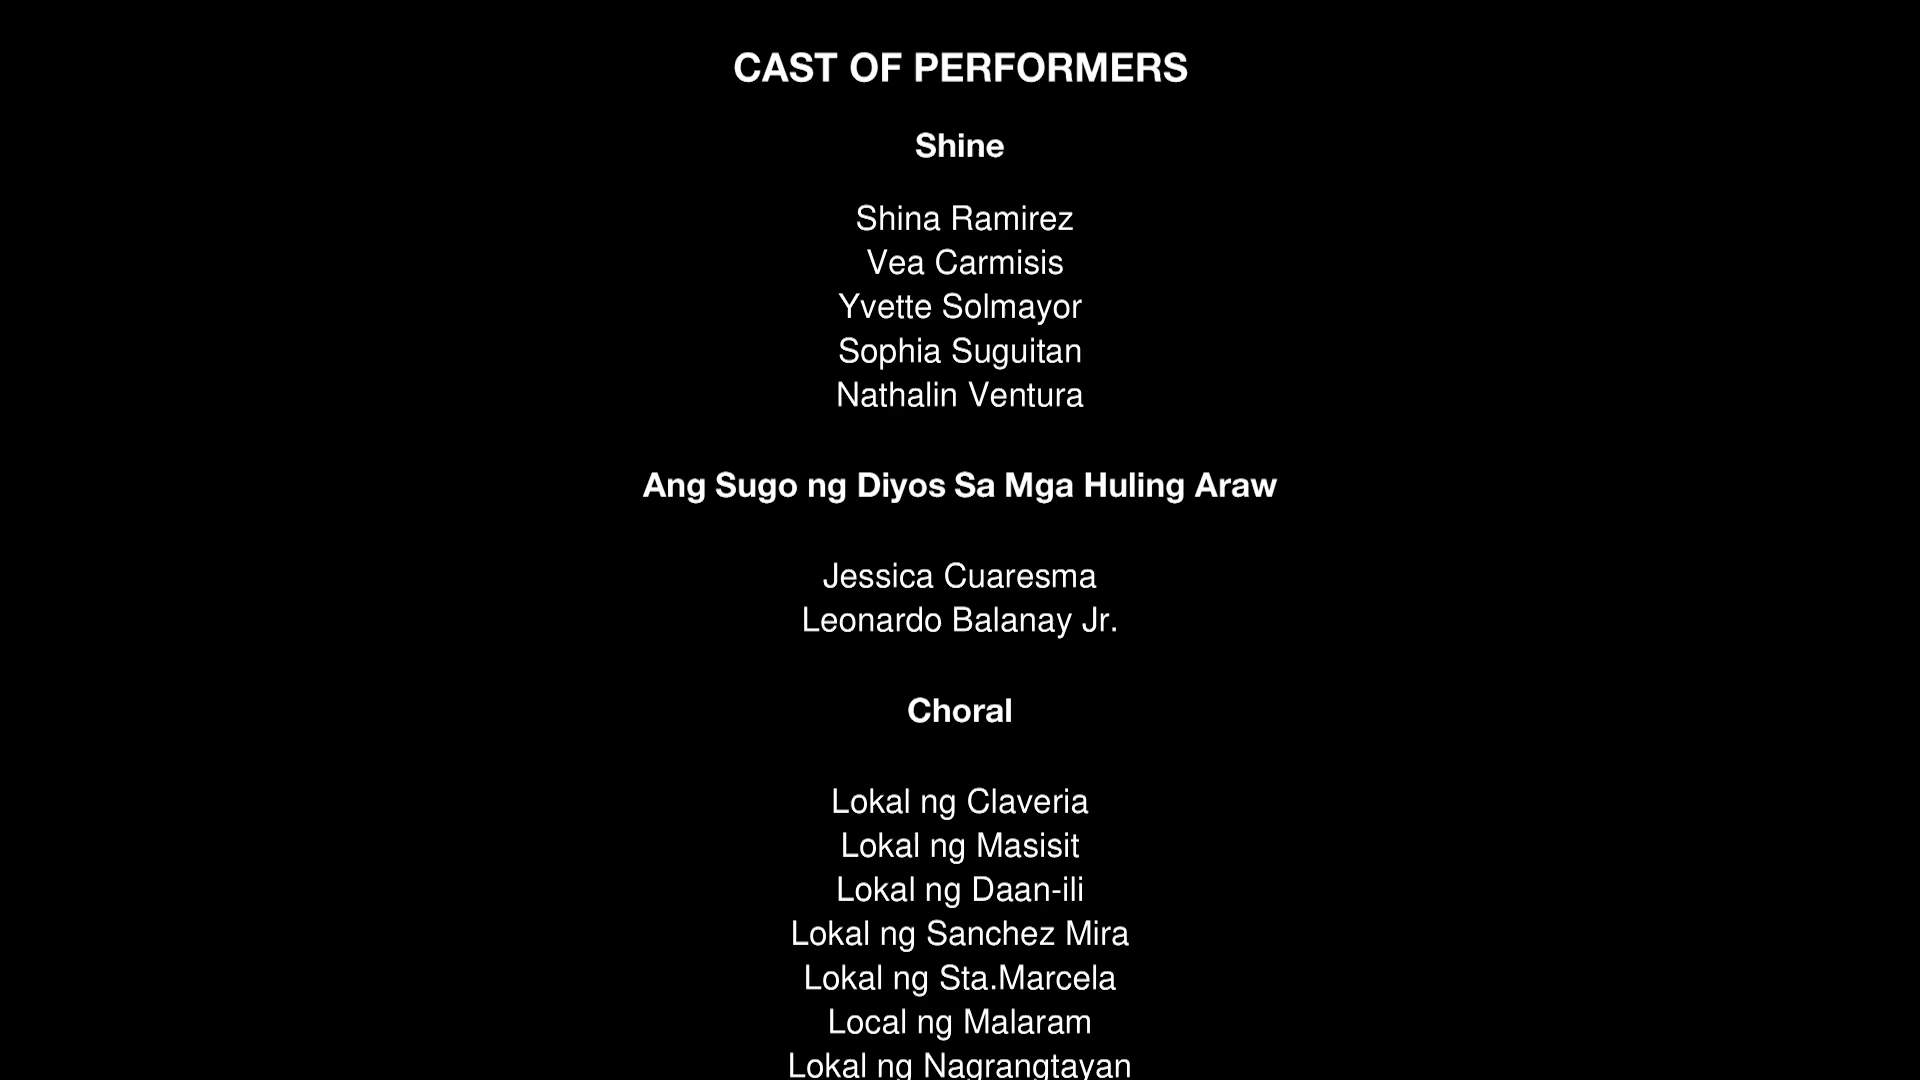 CAST OF PERFORMERS
Shine
Shina Ramirez
Vea Carmisis
Yvette Solmayor
Sophia Suguitan
Nathalin Ventura
Ang Sugo ng Diyos Sa Mga Huling Araw
Jessica Cuaresma
Leonardo Balanay Jr.
Choral
Lokal ng Claveria
Lokal ng Masisit
Lokal ng Daan-ili
Lokal ng Sanchez Mira
Lokal ng Sta.Marcela
Local ng Malaram
Lokal ng Nagrangtayan